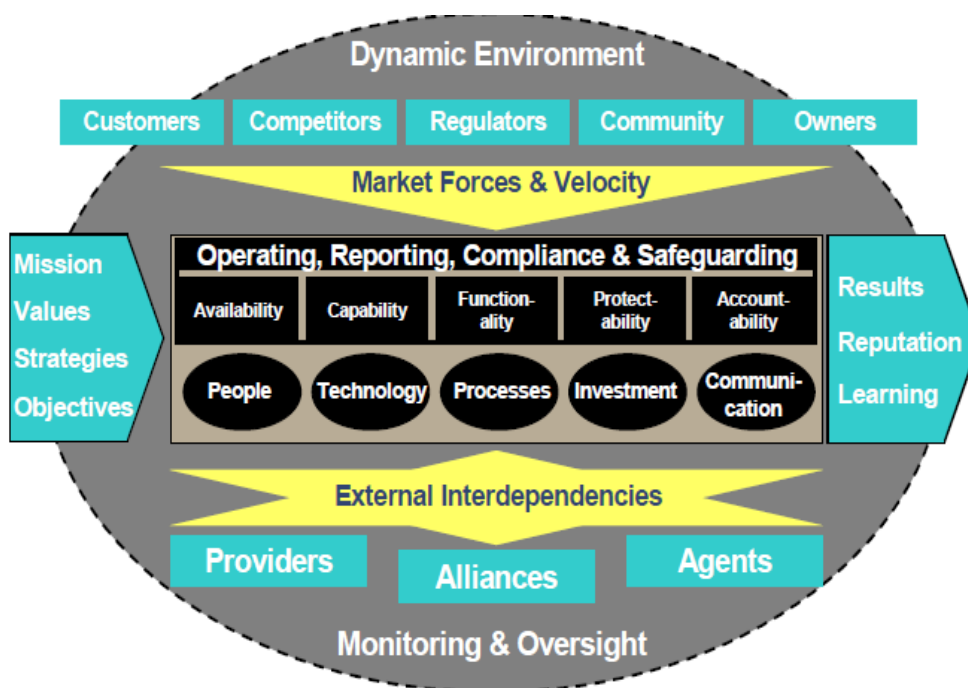 Dynamic Environment
Customers Competitors Regulators Community Owners
Market Forces & Velocity
Mission
Values
Strategies
Objectives
Operating, Reporting, Compliance & Safeguarding
Availability
Capability
Function-
ality
Protect-
ability
Account-
ability
People
Technology
Processes
Investment
Communi-
cation
Results
Reputation
Learning
External Interdependencies
Providers
Alliances
Agents
Monitoring & Oversight